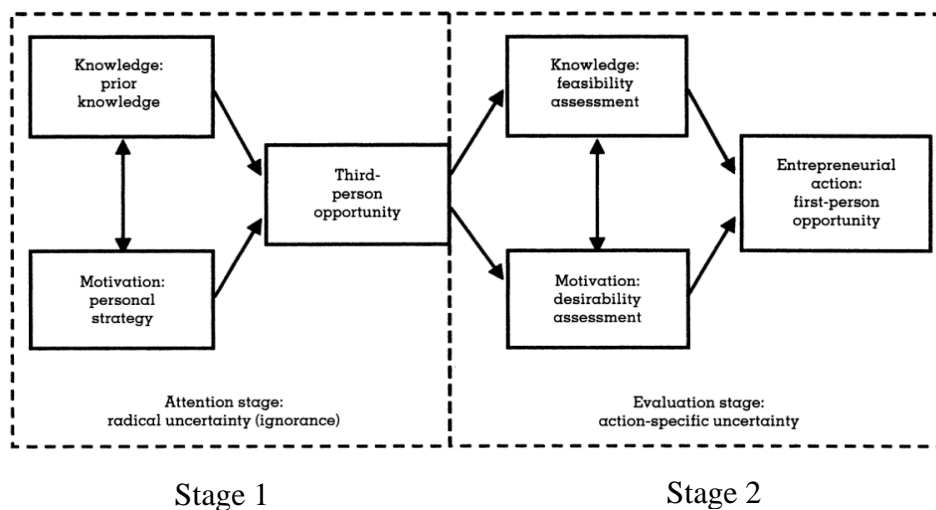 Knowledge:
prior
knowledge
Motivation:
personal
strategy
Third-
person
opportunity
Attention stage:
radical uncertainty (ignorance)
Knowledge:
feasibility
assessment
Motivation:
desirability
assessment
Entrepreneurial
action:
first-person
opportunity
Evaluation stage:
action-specific uncertainty
Stage 1
Stage 2